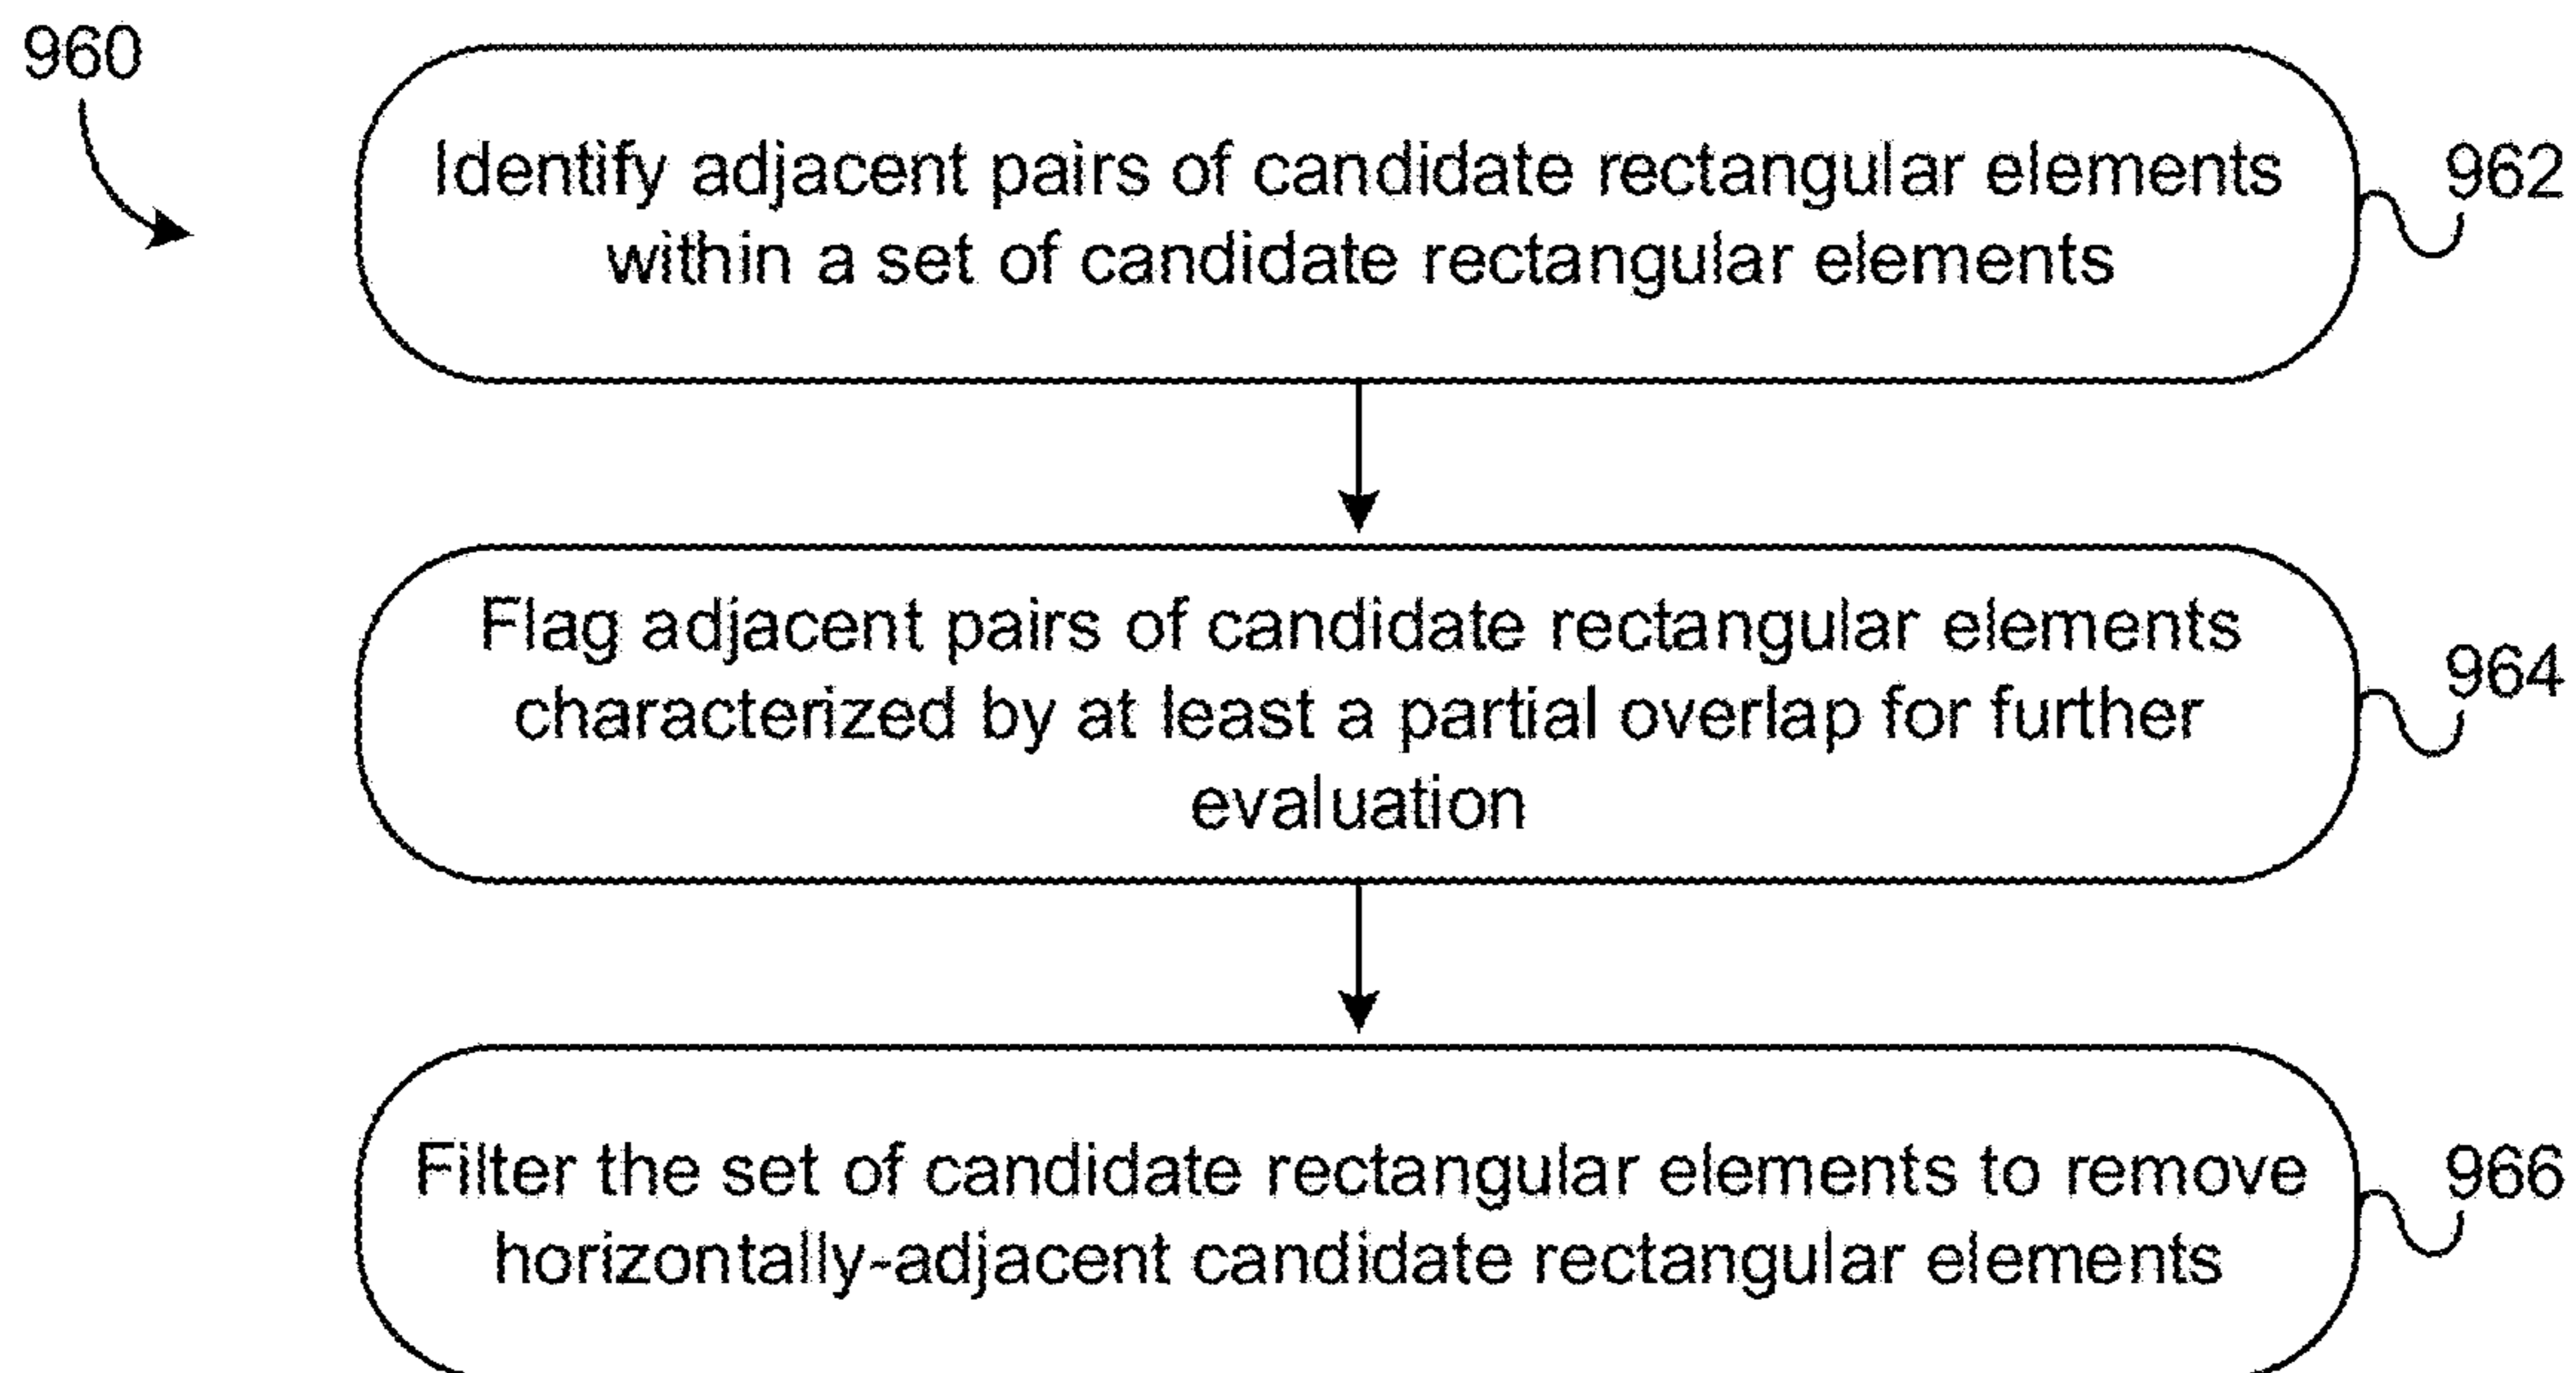 960
Identify adjacent pairs of candidate rectangular elements
within a set of candidate rectangular elements
962
Flag adjacent pairs of candidate rectangular elements
characterized by at least a partial overlap for further
evaluation
964
Filter the set of candidate rectangular elements to remove
horizontally-adjacent candidate rectangular elements
966